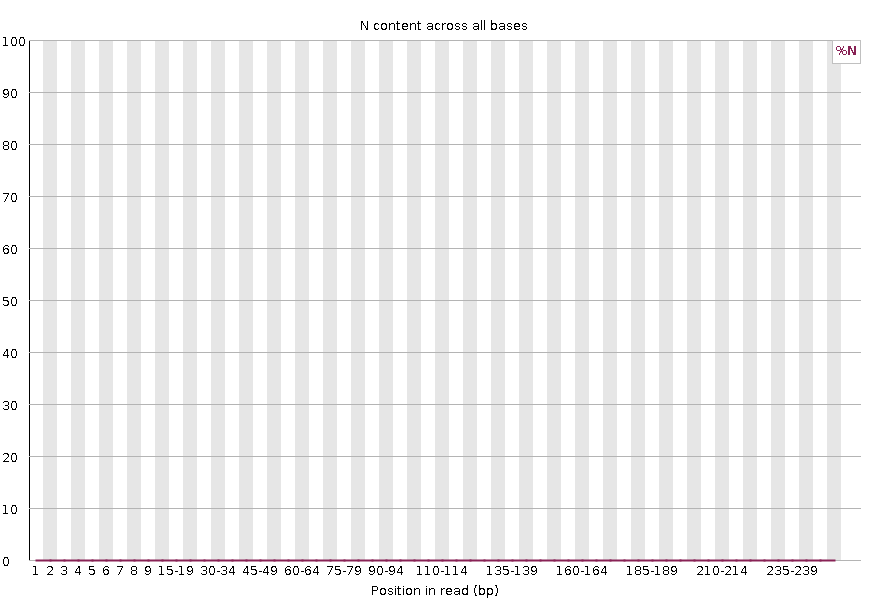 N content across all bases
%N
100
90
80
70
60
50
40
30
20
10
0
1 2 3 4 5 6 7 8 9 15-19 30-34 45-49 60-64 75-79 90-94 110-114 135-139 160-164 185-189 210-214 235-239
Position in read (bp)